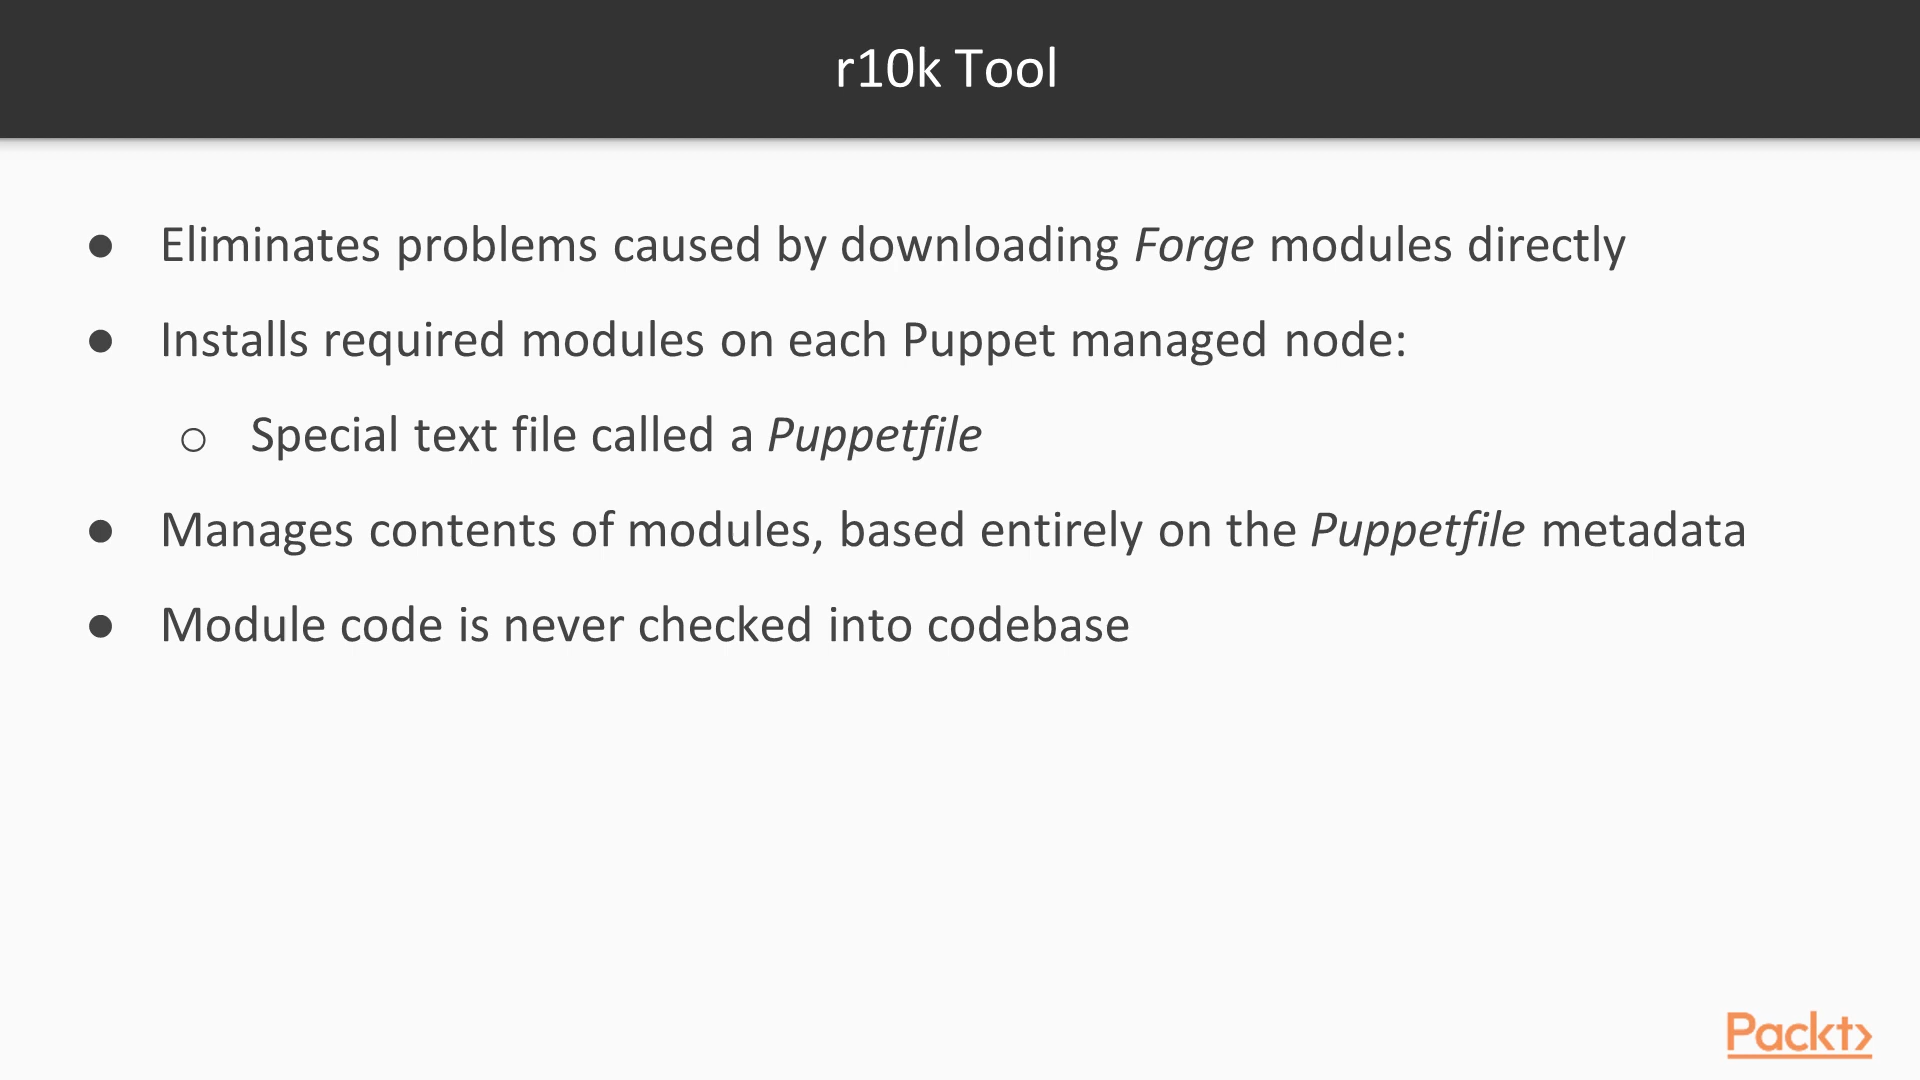 r10k Tool
● Eliminates problems caused by downloading Forge modules directly
● Installs required modules on each Puppet managed node:
○ Special text file called a Puppetfile
● Manages contents of modules, based entirely on the Puppetfile metadata
● Module code is never checked into codebase
Packt>